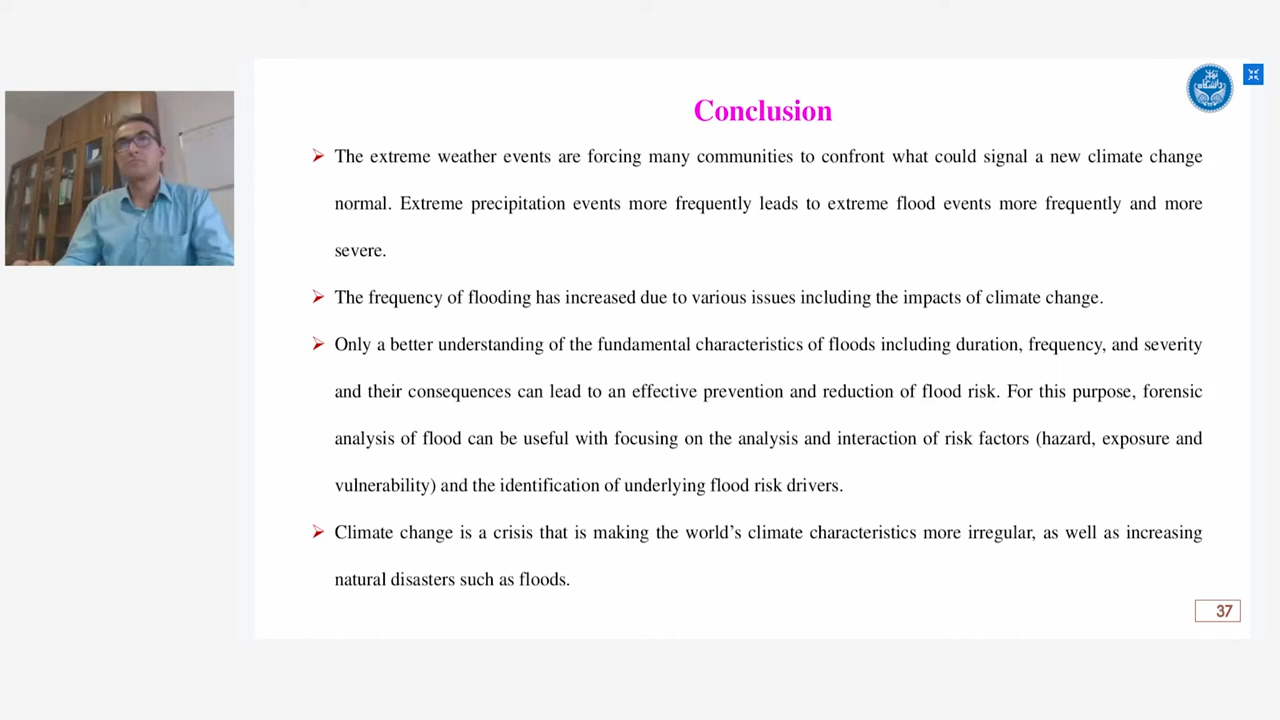 Conclusion
➢ The extreme weather events are forcing many communities to confront what could signal a new climate change
normal. Extreme precipitation events more frequently leads to extreme flood events more frequently and more
severe.
➢ The frequency of flooding has increased due to various issues including the impacts of climate change.
➢ Only a better understanding of the fundamental characteristics of floods including duration, frequency, and severity
and their consequences can lead to an effective prevention and reduction of flood risk. For this purpose, forensic
analysis of flood can be useful with focusing on the analysis and interaction of risk factors (hazard, exposure and
vulnerability) and the identification of underlying flood risk drivers.
➢ Climate change is a crisis that is making the world’s climate characteristics more irregular, as well as increasing
natural disasters such as floods.
37